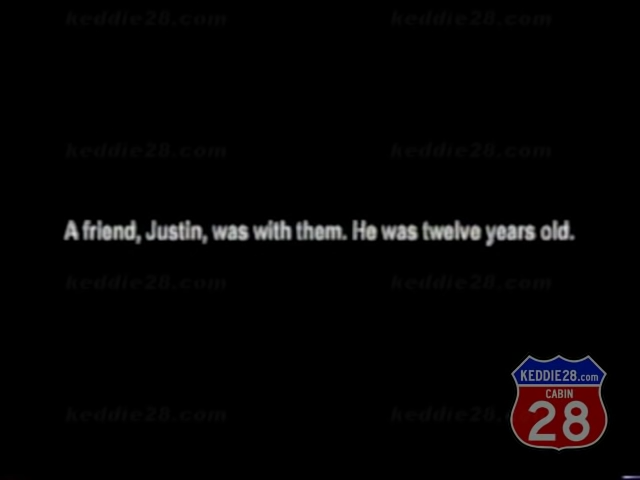 keddie28.com keddie28.com
keddie28.com keddie28.com
A friend, Justin, was with them. He was twelve years old.
keddie28.com keddie28.com
KEDDIE28.com
CABIN
28
keddie28.com keddie28.c